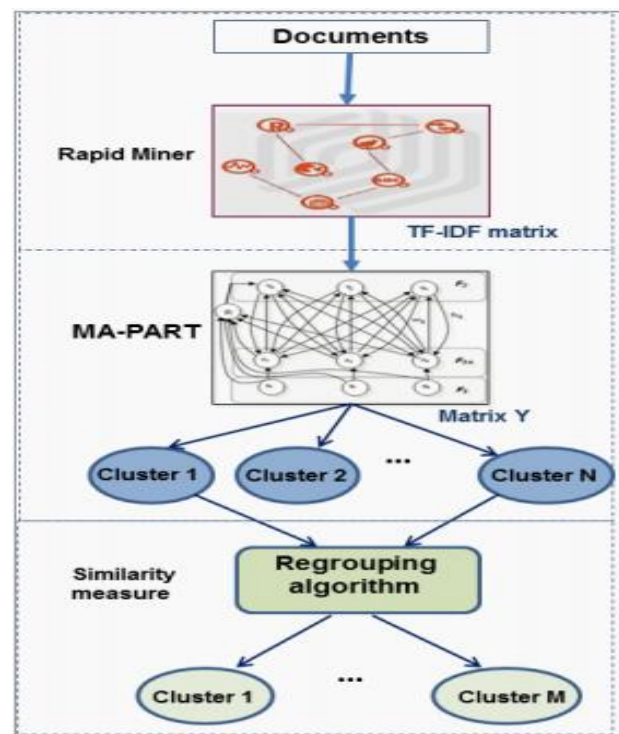 Documents
Rapid Miner
TF-IDF matrix
MA-PART
Matrix Y
Cluster 1
Cluster 2
...
Cluster N
Similarity
measure
Regrouping
algorithm
Cluster 1
...
Cluster M